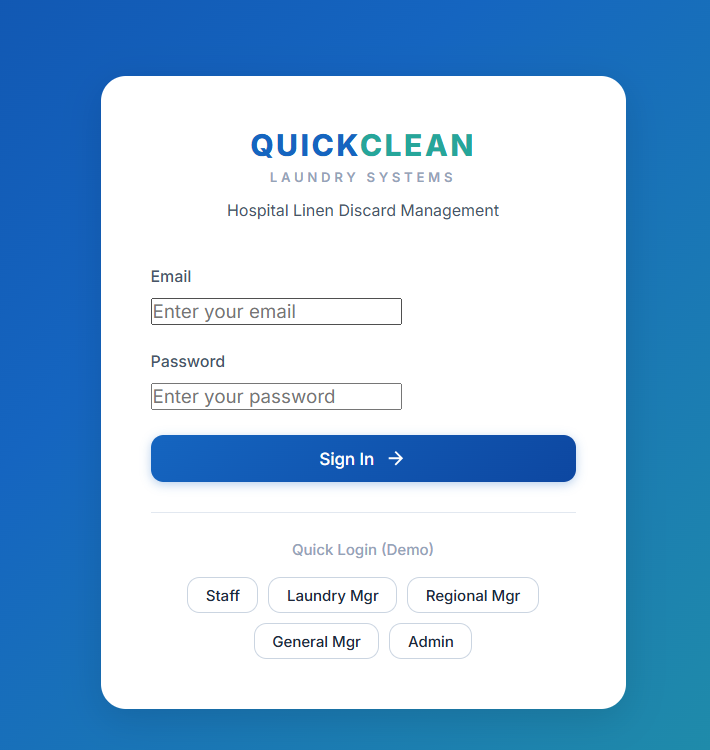 QUICKCLEAN
LAUNDRY SYSTEMS
Hospital Linen Discard Management
Email
Enter your email
Password
Enter your password
Sign In →
Quick Login (Demo)
Staff Laundry Mgr Regional Mgr
General Mgr Admin